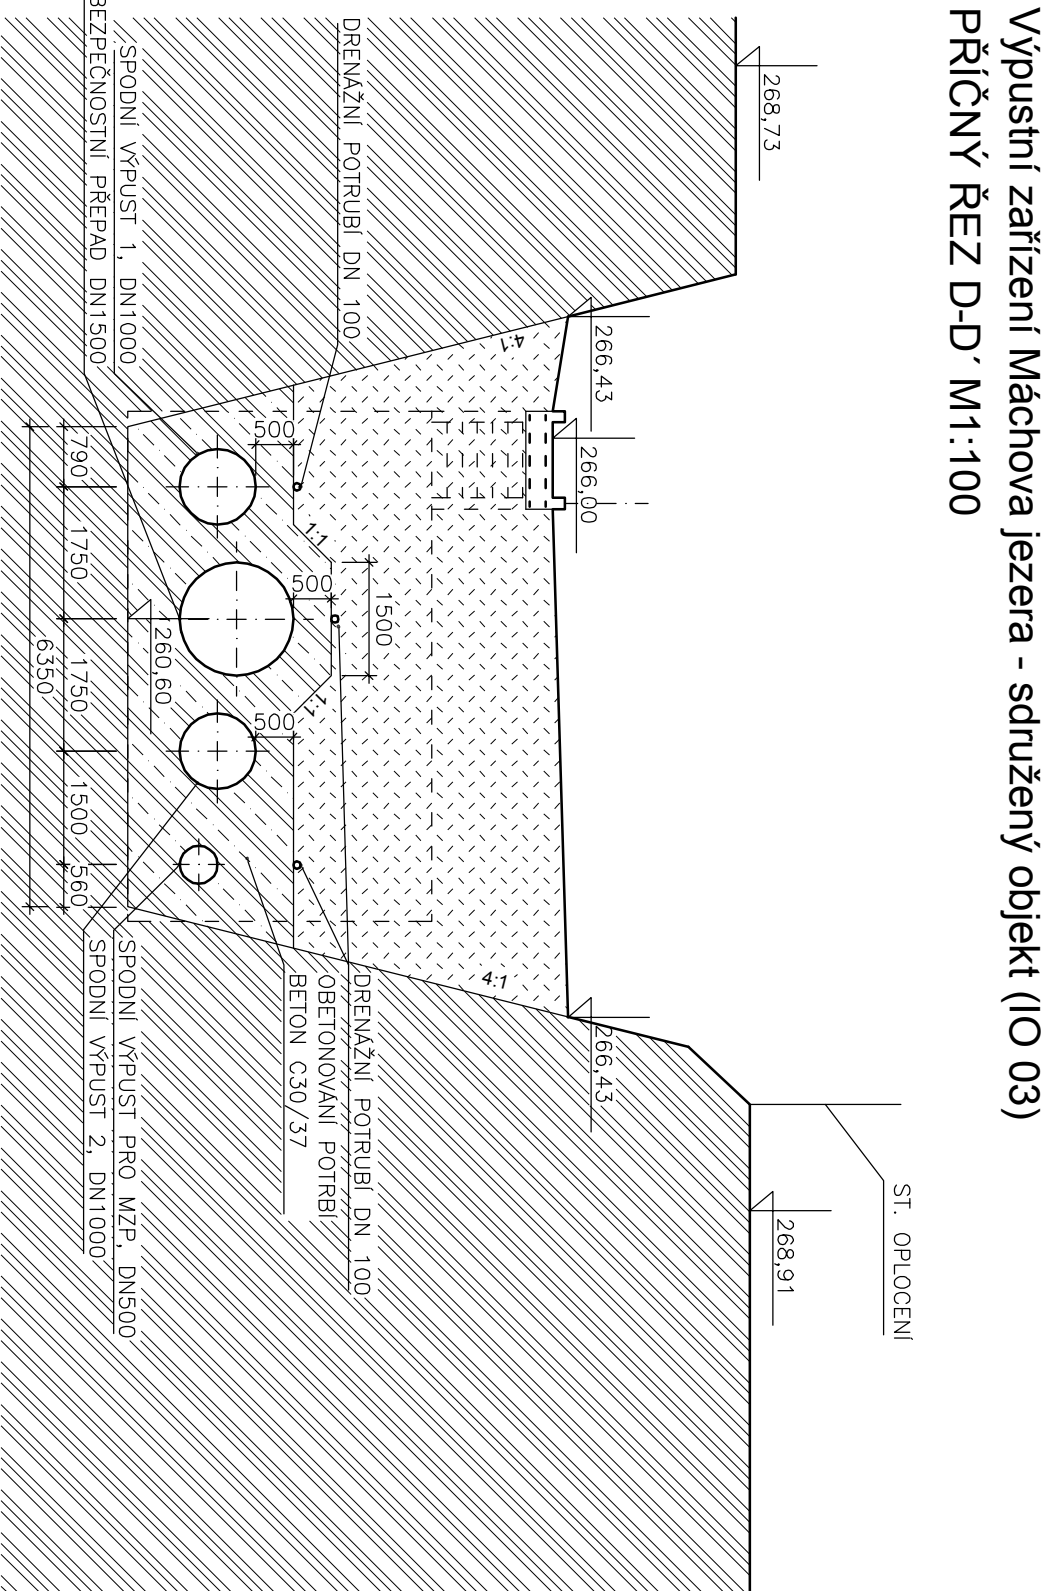 Výpustní zařízení Máchova jezera - sdružený objekt (IO 03)
PŘÍČNÝ ŘEZ D-D´ M1:100
ST. OPLOCENÍ
268,73
268,91
266,43
266,00
266,43
4:1
4:1
DRENÁŽNÍ POTRUBÍ DN 100
1500
DRENÁŽNÍ POTRUBÍ DN 100
OBETONOVÁNÍ POTRBÍ
BETON C30/37
1:1
1:1
500
500
500
260,60
SPODNÍ VÝPUST 1, DN1000
BEZPEČNOSTNÍ PŘEPAD DN1500
SPODNÍ VÝPUST PRO MZP, DN500
SPODNÍ VÝPUST 2, DN1000
790 1750 1750 1500 560
6350